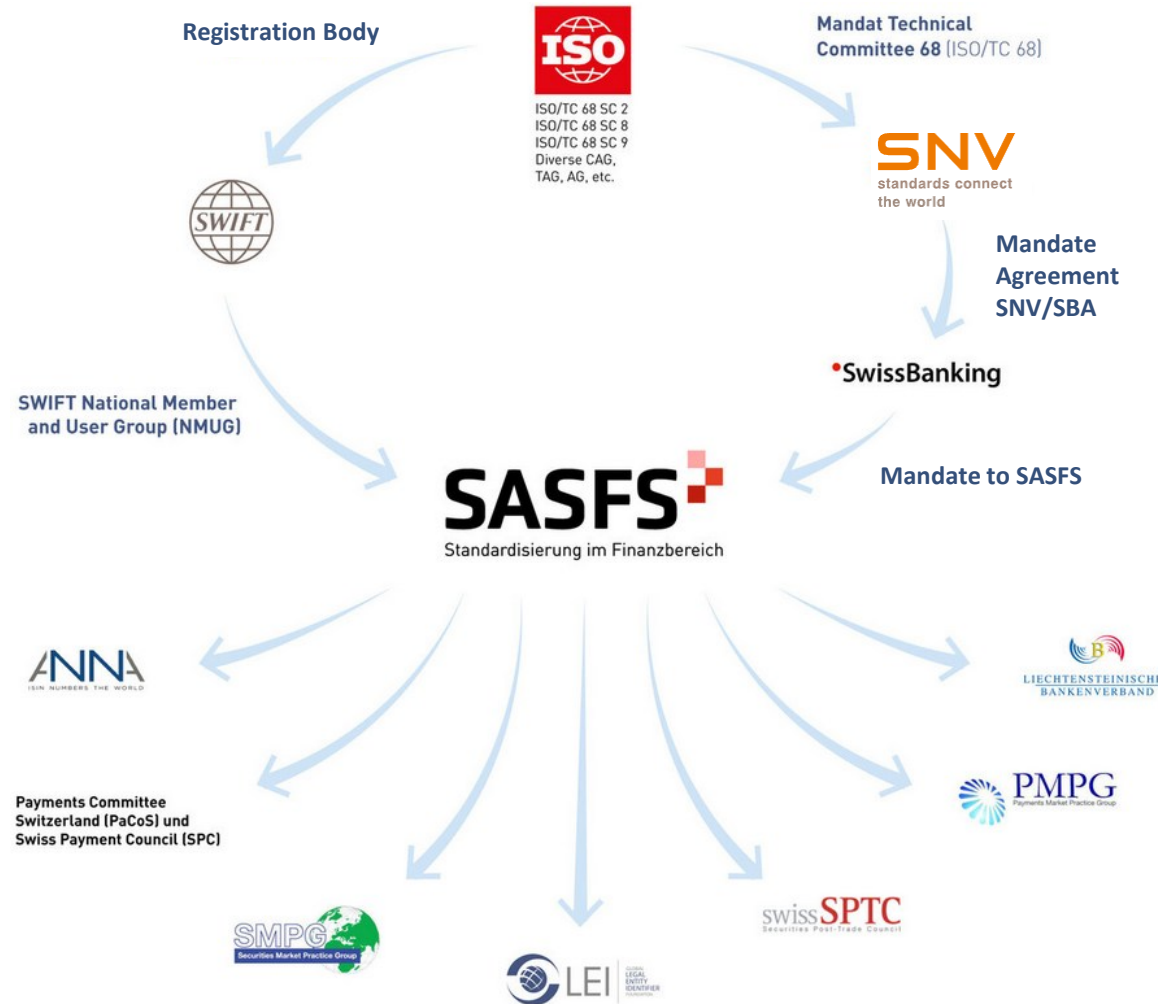 Registration Body
ISO
ISO/TC 68 SC 2
ISO/TC 68 SC 8
ISO/TC 68 SC 9
Diverse CAG,
TAG, AG, etc.
Mandat Technical
Committee 68 (ISO/TC 68)
SNV
standards connect
the world
SWIFT
Mandate
Agreement
SNV/SBA
SwissBanking
SWIFT National Member
and User Group (NMUG)
Mandate to SASFS
SASFS
Standardisierung im Finanzbereich
ANNA
ISIN NUMBERS THE WORLD
B
LIECHTENSTEINISCHE
BANKENVERBAND
Payments Committee
Switzerland (PaCoS) und
Swiss Payment Council (SPC)
PMPG
Payments Market Practice Group
SMPG
Securities Market Practice Group
swissSPTC
Securities Post-Trade Council
LEI
GLOBAL
LEGAL
ENTITY
IDENTIFIER
FOUNDATION